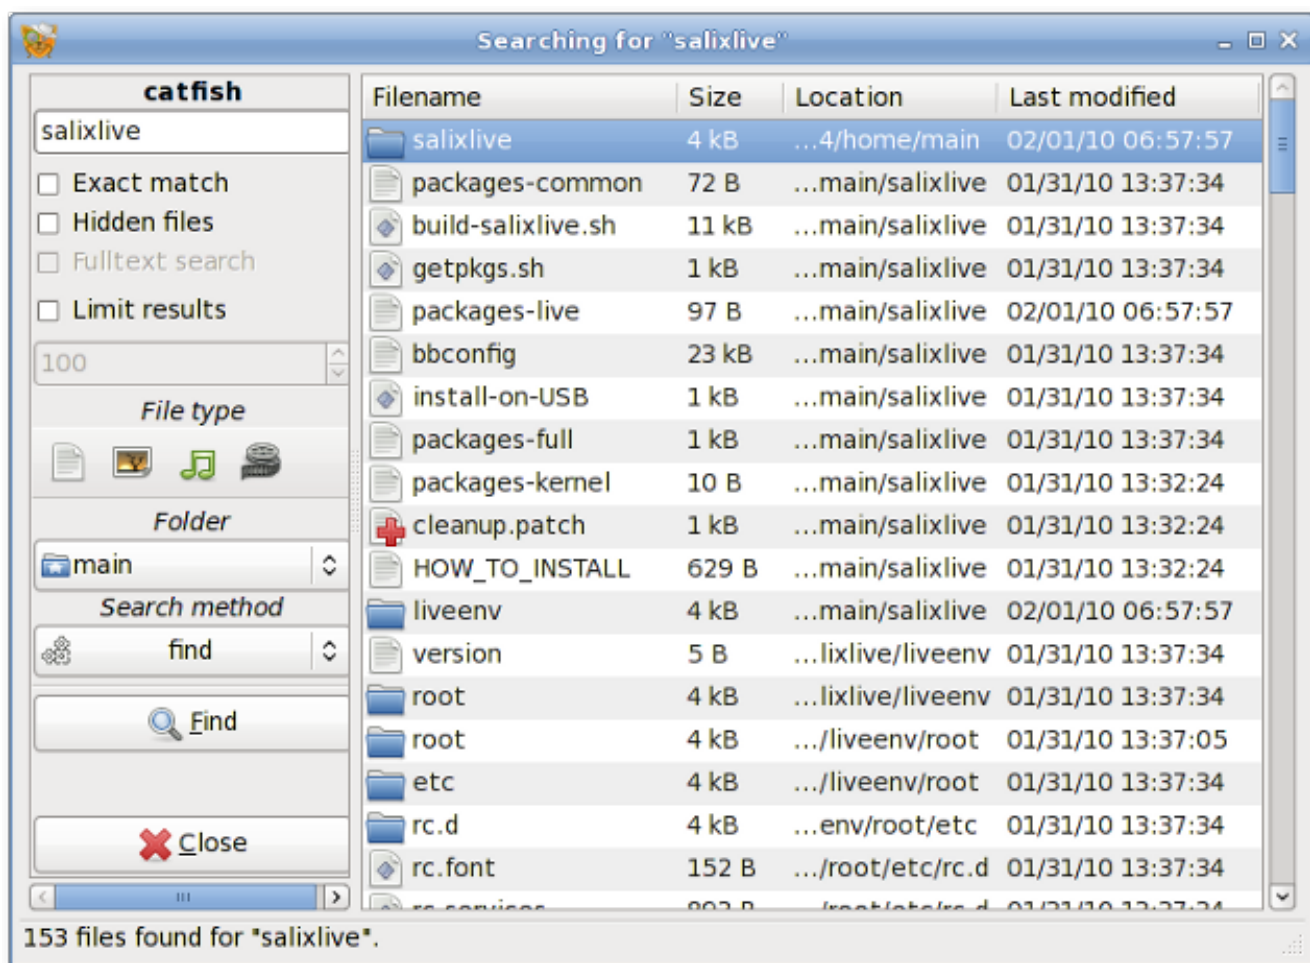 Searching for "salixlive"
catfish
salixlive
Exact match
Hidden files
Fulltext search
Limit results
100
File type
Folder
main
Search method
find
Find
Close
Filename Size Location Last modified
salixlive 4 kB ...4/home/main 02/01/10 06:57:57
packages-common 72 B ...main/salixlive 01/31/10 13:37:34
build-salixlive.sh 11 kB ...main/salixlive 01/31/10 13:37:34
getpkgs.sh 1 kB ...main/salixlive 01/31/10 13:37:34
packages-live 97 B ...main/salixlive 02/01/10 06:57:57
bbconfig 23 kB ...main/salixlive 01/31/10 13:37:34
install-on-USB 1 kB ...main/salixlive 01/31/10 13:37:34
packages-full 1 kB ...main/salixlive 01/31/10 13:37:34
packages-kernel 10 B ...main/salixlive 01/31/10 13:32:24
cleanup.patch 1 kB ...main/salixlive 01/31/10 13:32:24
HOW_TO_INSTALL 629 B ...main/salixlive 01/31/10 13:32:24
liveenv 4 kB ...main/salixlive 02/01/10 06:57:57
version 5 B ...lixlive/liveenv 01/31/10 13:37:34
root 4 kB ...lixlive/liveenv 01/31/10 13:37:34
root 4 kB .../liveenv/root 01/31/10 13:37:05
etc 4 kB .../liveenv/root 01/31/10 13:37:34
rc.d 4 kB ...env/root/etc 01/31/10 13:37:34
rc.font 152 B .../root/etc/rc.d 01/31/10 13:37:34
153 files found for "salixlive".